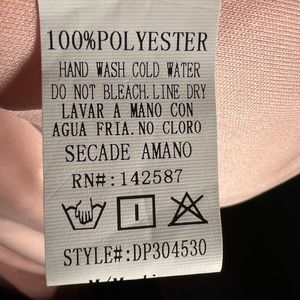 100%POLYESTER
HAND WASH COLD WATER
DO NOT BLEACH.LINE DRY
LAVAR A MANO CON
AGUA FRIA.NO CLORO
SECADE AMANO
RN#:142587
STYLE#:DP304530